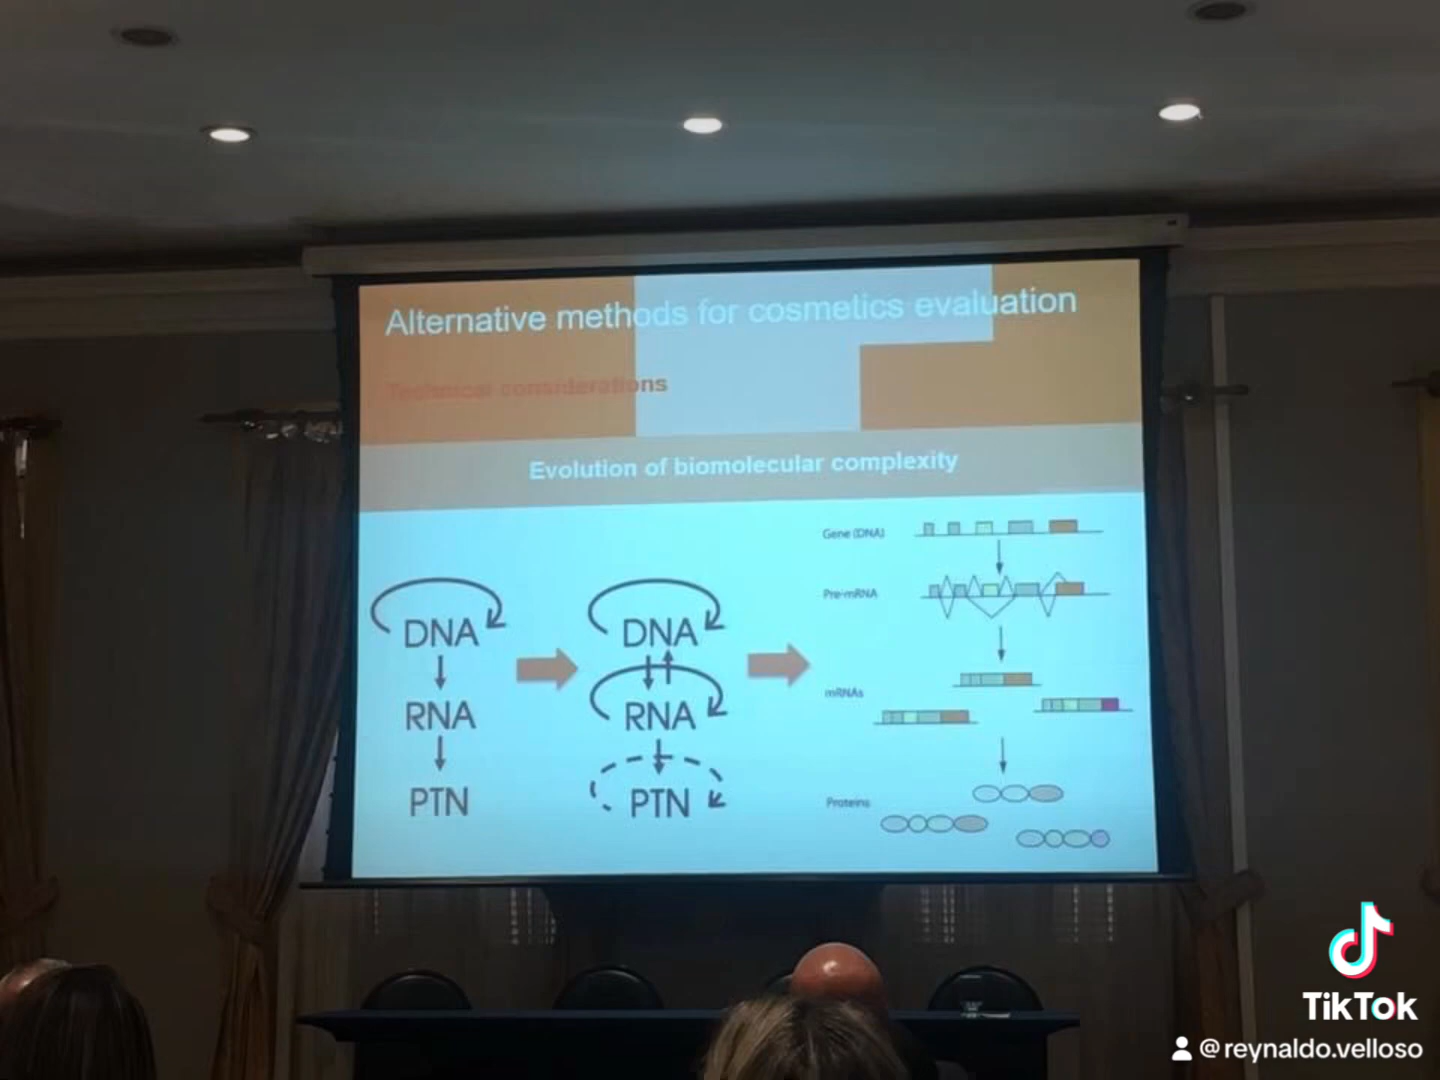 Alternative methods for cosmetics evaluation
Technical considerations
Evolution of biomolecular complexity
DNA
RNA
PTN
DNA
RNA
PTN
Gene (DNA)
Pre-mRNA
mRNAs
Proteins
TikTok
@reynaldo.velloso